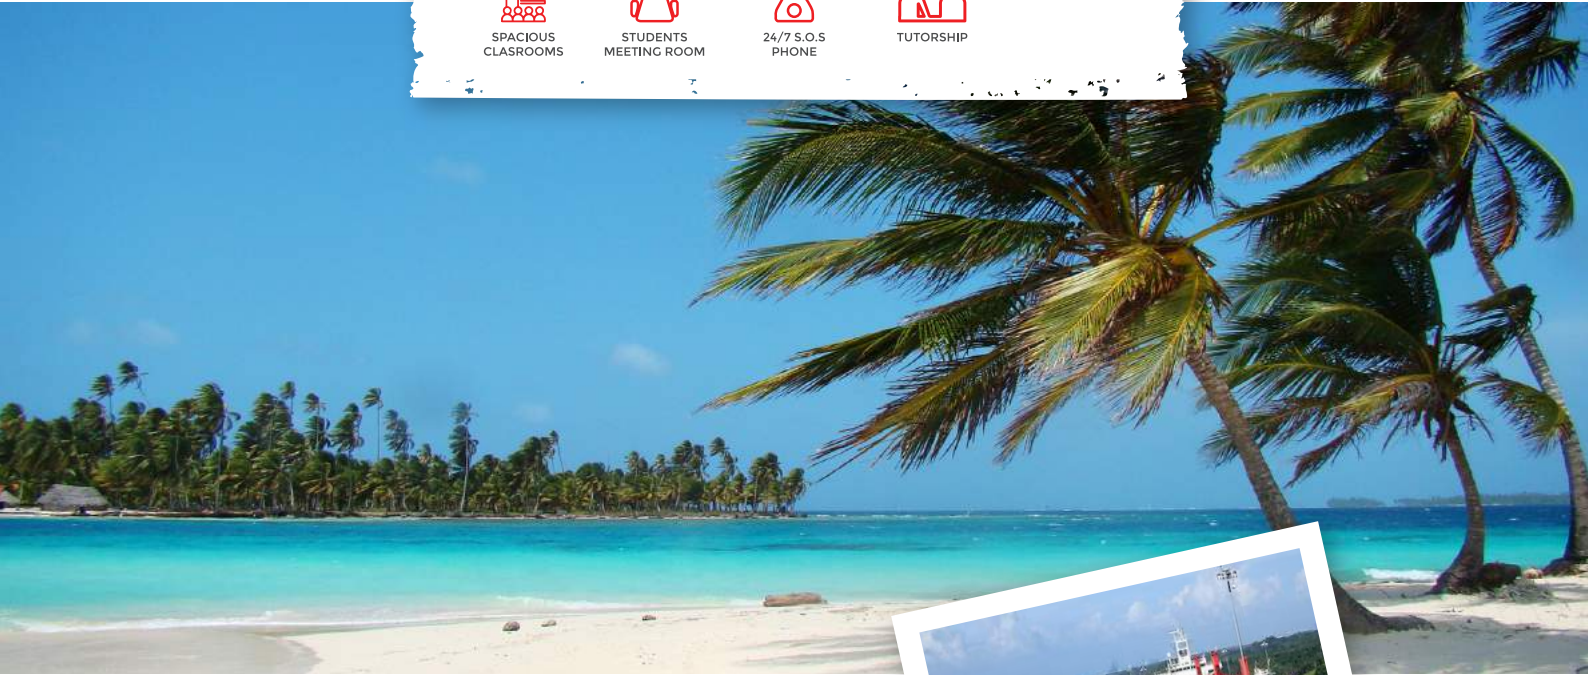 SPACIOUS
CLASROOMS
STUDENTS
MEETING ROOM
24/7 S.O.S
PHONE
TUTORSHIP